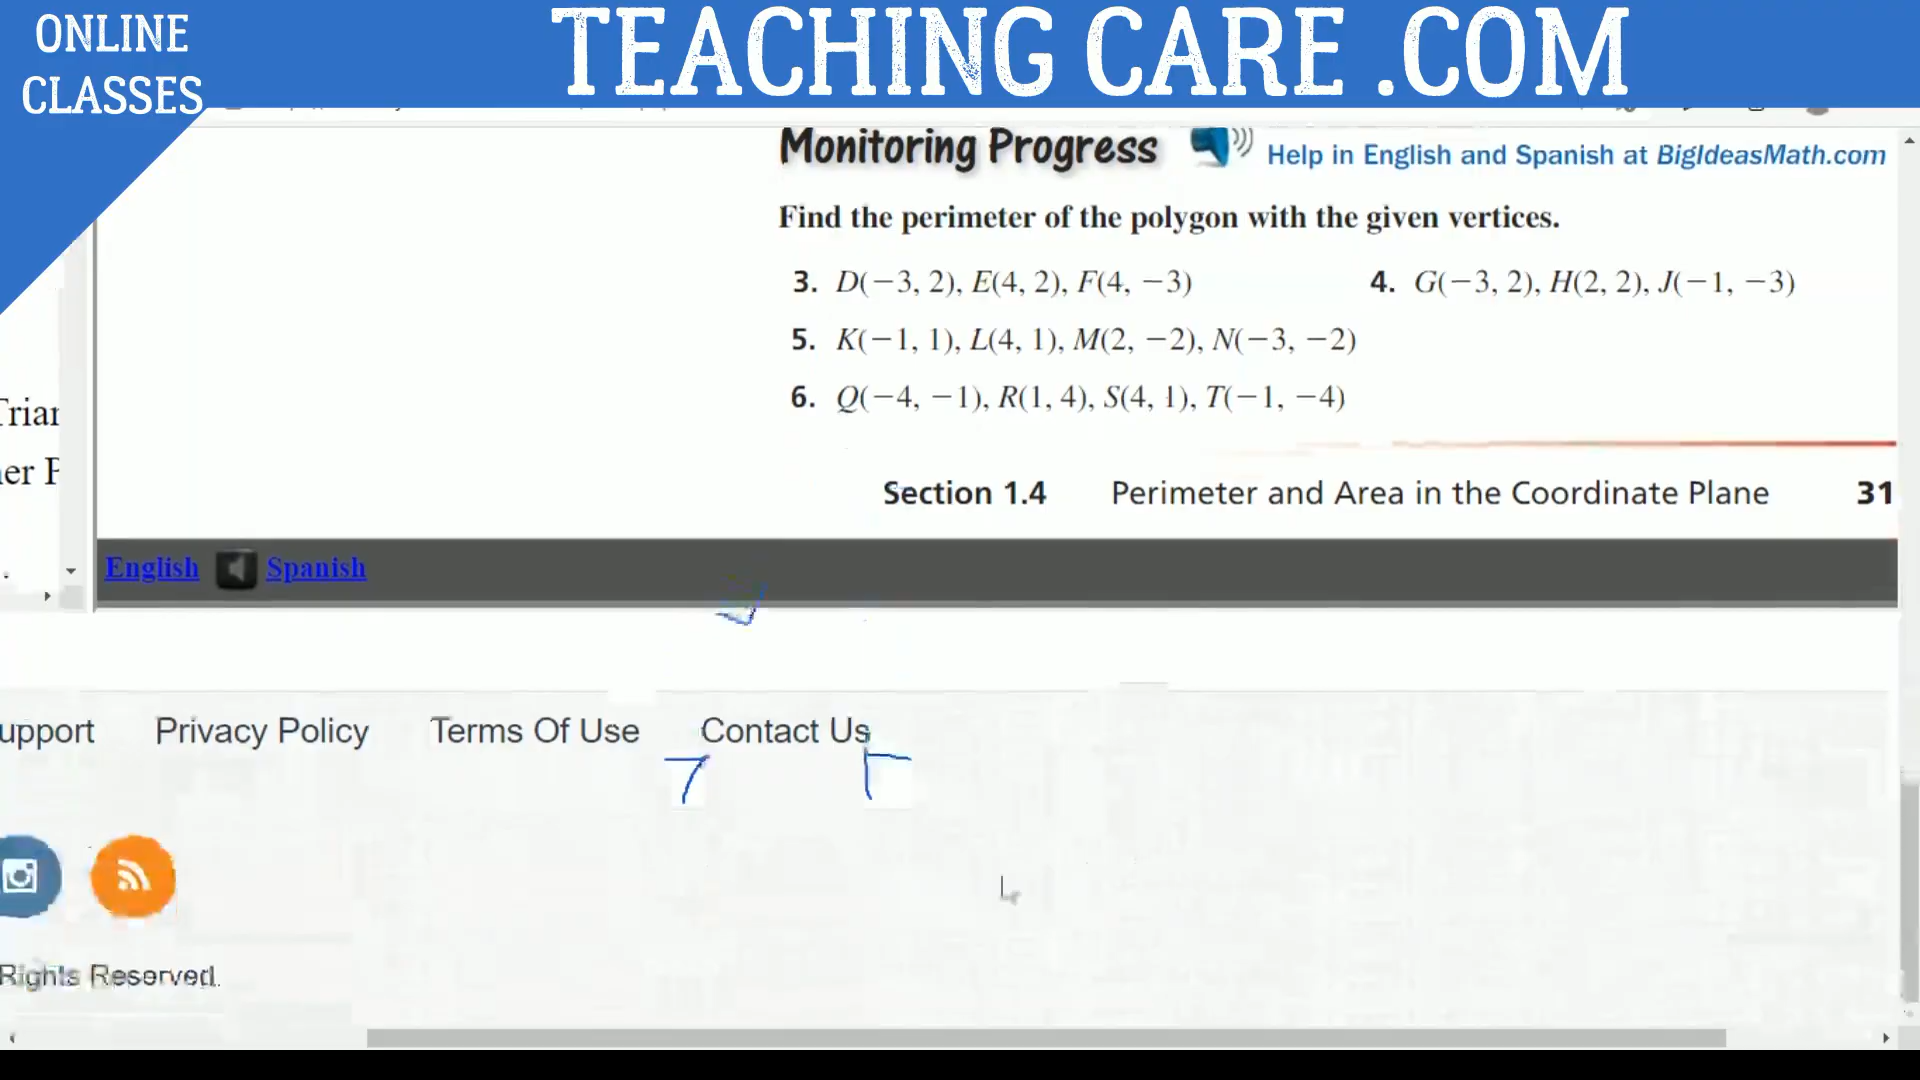 ONLINE
CLASSES
TEACHING CARE .COM
Monitoring Progress
Help in English and Spanish at BigIdeasMath.com
Find the perimeter of the polygon with the given vertices.
3. D(−3, 2), E(4, 2), F(4, −3)
4. G(−3, 2), H(2, 2), J(−1, −3)
5. K(−1, 1), L(4, 1), M(2, −2), N(−3, −2)
6. Q(−4, −1), R(1, 4), S(4, 1), T(−1, −4)
Section 1.4 Perimeter and Area in the Coordinate Plane 31
English Spanish
upport Privacy Policy Terms Of Use Contact Us
7
Rights Reserved.